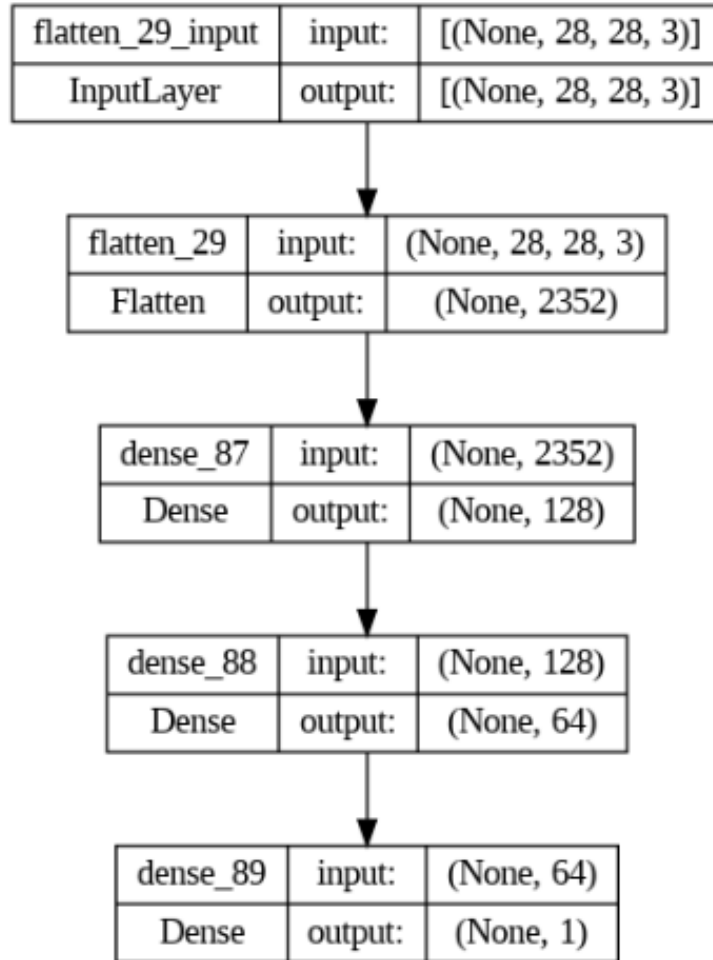 flatten_29_input input: [(None, 28, 28, 3)]
InputLayer output: [(None, 28, 28, 3)]
flatten_29 input: (None, 28, 28, 3)
Flatten output: (None, 2352)
dense_87 input: (None, 2352)
Dense output: (None, 128)
dense_88 input: (None, 128)
Dense output: (None, 64)
dense_89 input: (None, 64)
Dense output: (None, 1)